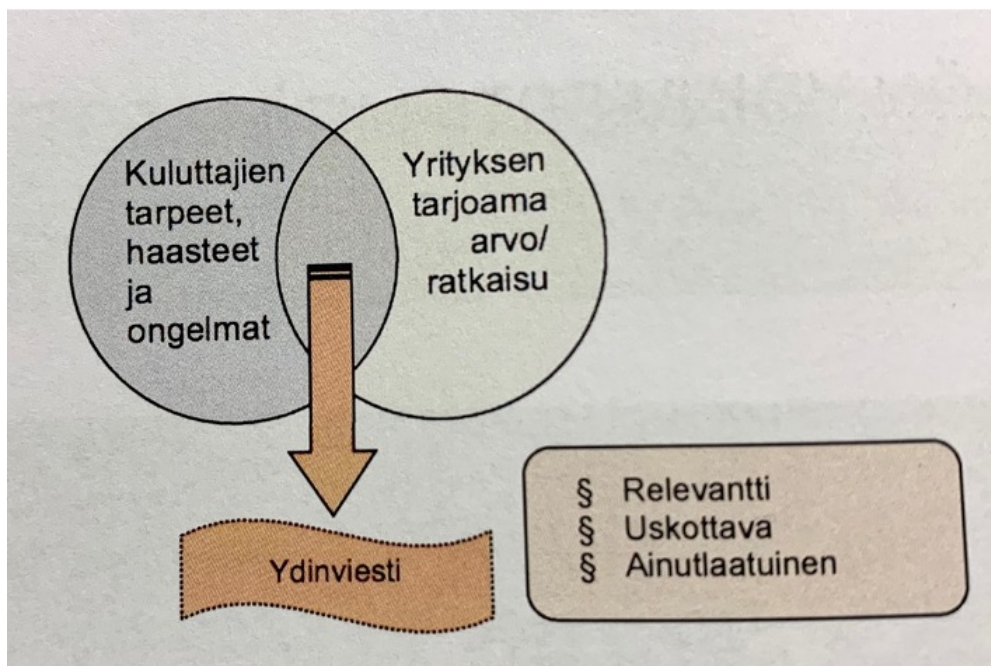 Kuluttajien
tarpeet,
haasteet
ja
ongelmat
Yrityksen
tarjoama
arvo/
ratkaisu
Ydinviesti
§ Relevantti
§ Uskottava
§ Ainutlaatuinen